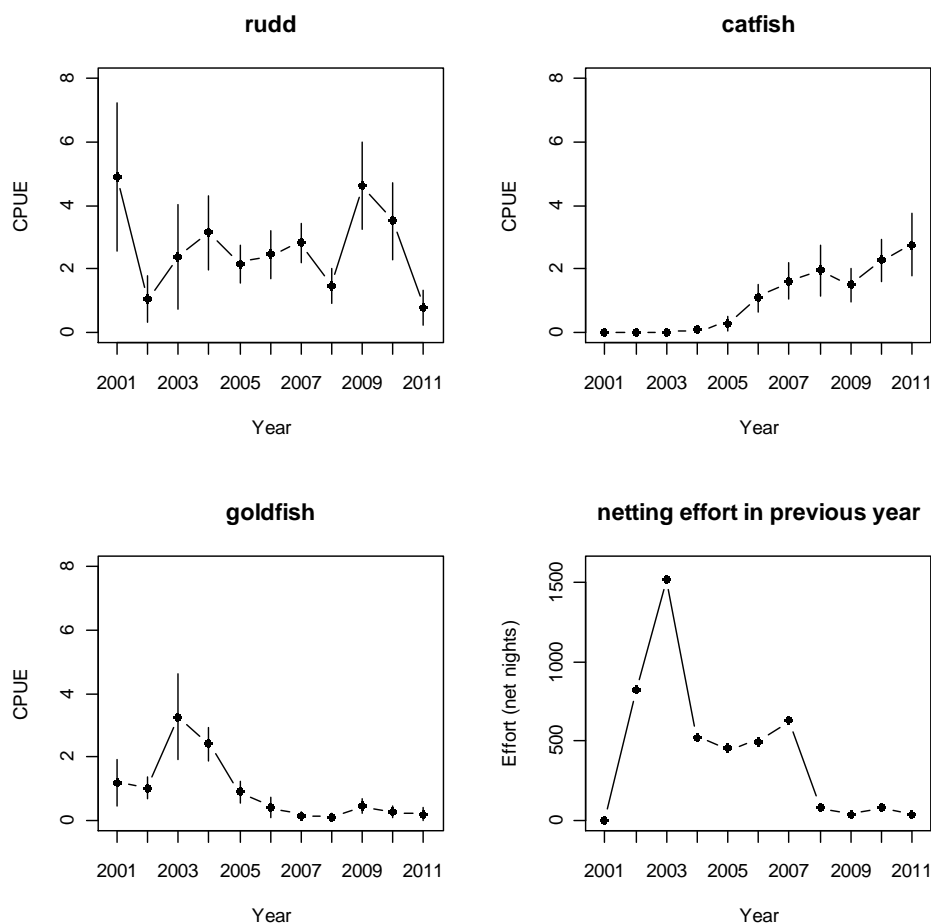 rudd
CPUE
0 2 4 6 8
2001 2003 2005 2007 2009 2011
Year
catfish
CPUE
0 2 4 6 8
2001 2003 2005 2007 2009 2011
Year
goldfish
CPUE
0 2 4 6 8
2001 2003 2005 2007 2009 2011
Year
netting effort in previous year
Effort (net nights)
0 500 1000 1500
2001 2003 2005 2007 2009 2011
Year